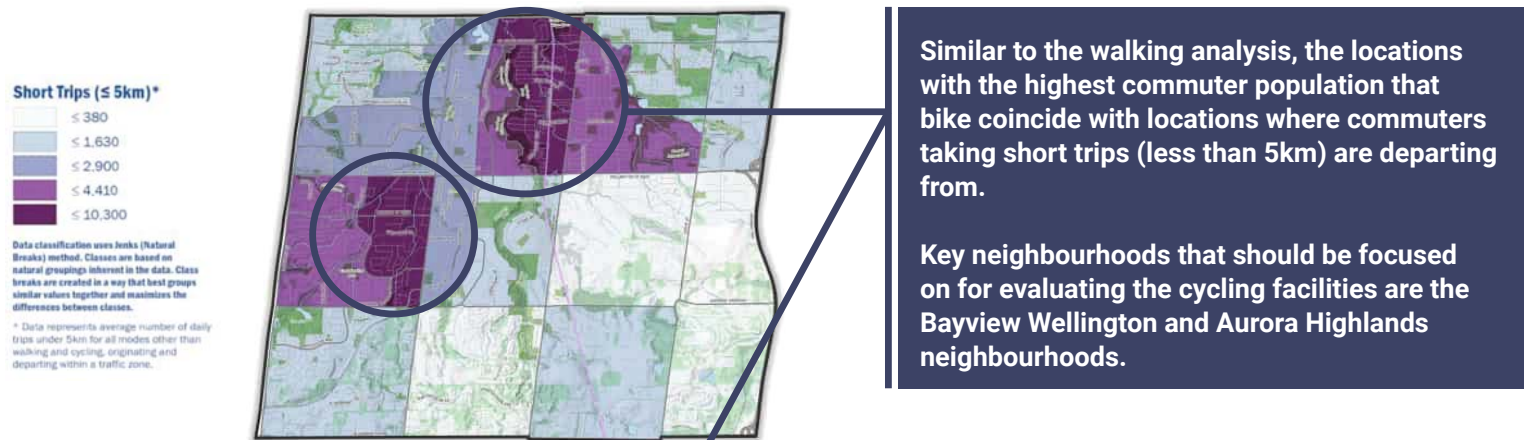 Short Trips (≤ 5km)*
≤ 380
≤ 1,630
≤ 2,900
≤ 4,410
≤ 10,300
Data classification uses Jenks (Natural
Breaks) method. Classes are based on
natural groupings inherent in the data. Class
breaks are created in a way that best groups
similar values together and maximizes the
differences between classes.
* Data represents average number of daily
trips under 5km for all modes other than
walking and cycling, originating and
departing within a traffic zone.
Similar to the walking analysis, the locations
with the highest commuter population that
bike coincide with locations where commuters
taking short trips (less than 5km) are departing
from.
Key neighbourhoods that should be focused
on for evaluating the cycling facilities are the
Bayview Wellington and Aurora Highlands
neighbourhoods.